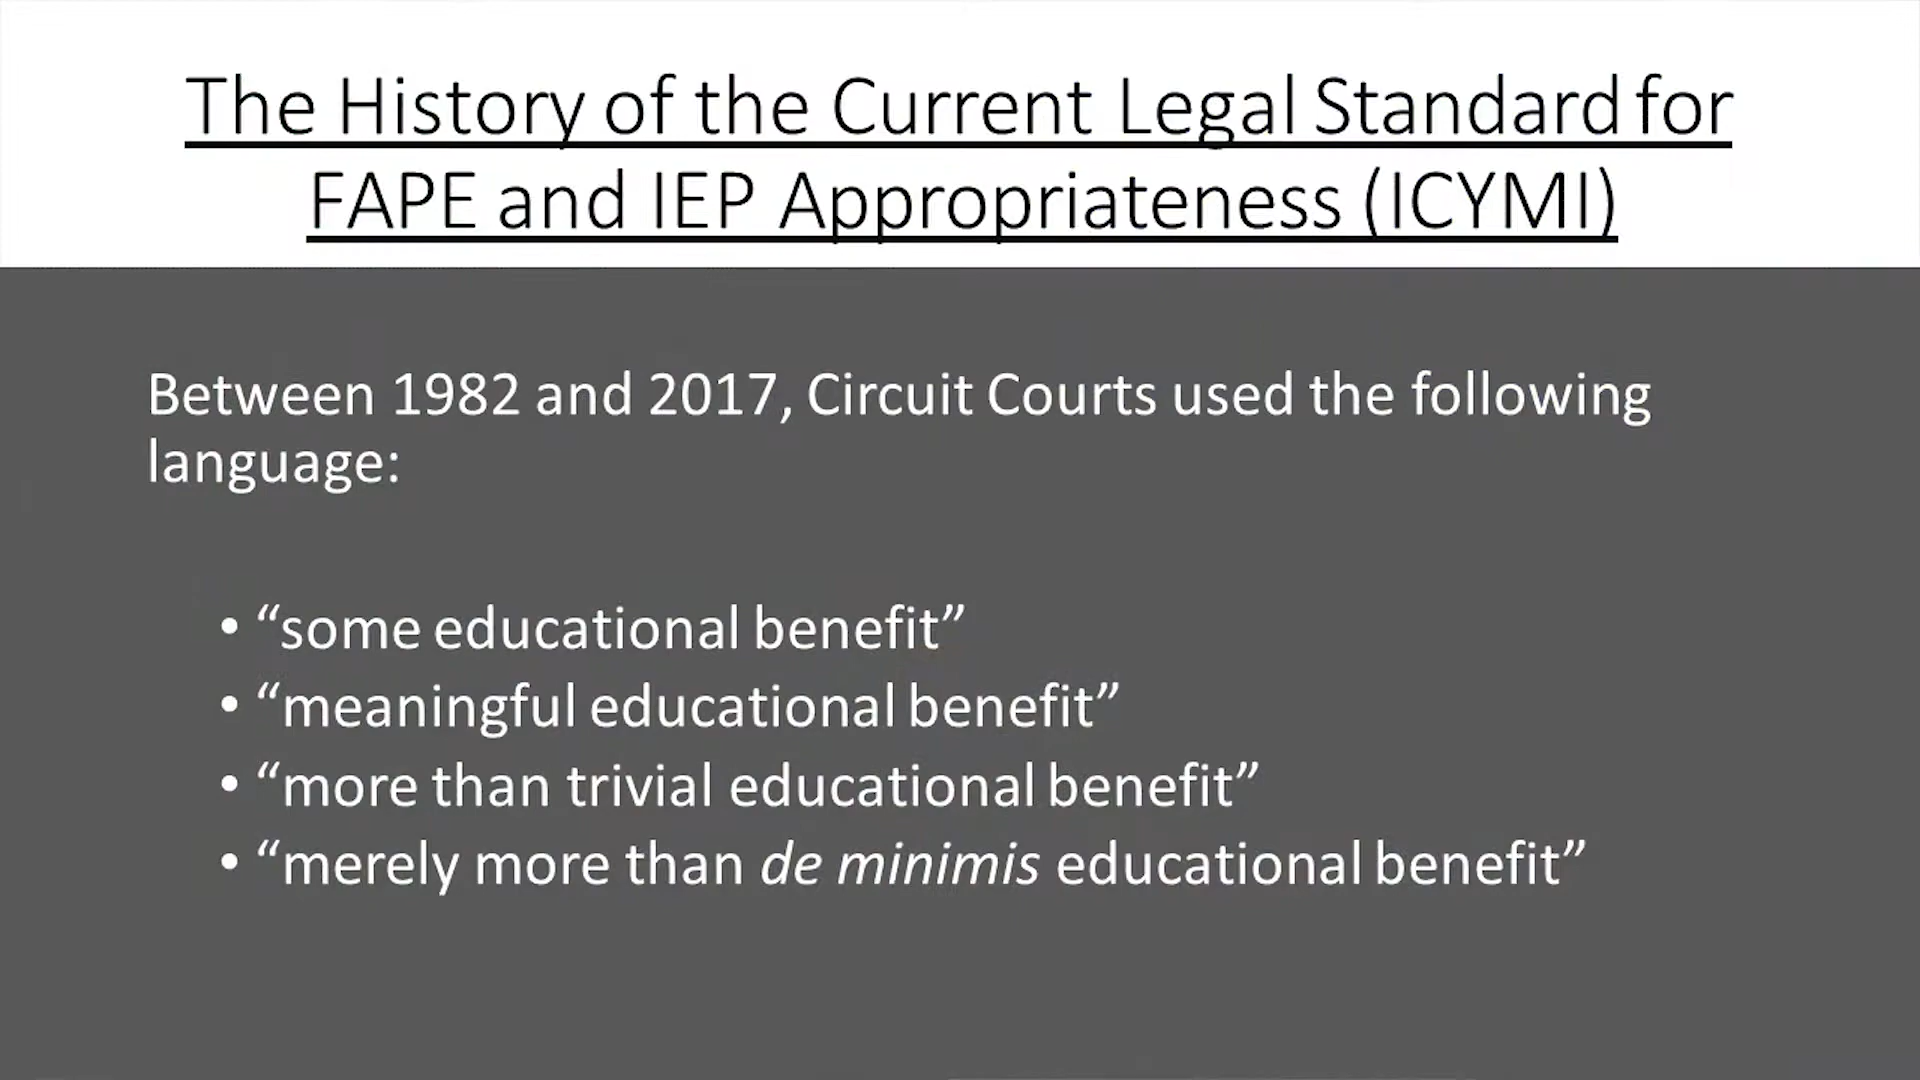 The History of the Current Legal Standard for
FAPE and IEP Appropriateness (ICYMI)
Between 1982 and 2017, Circuit Courts used the following
language:
• “some educational benefit”
• “meaningful educational benefit”
• “more than trivial educational benefit”
• “merely more than de minimis educational benefit”